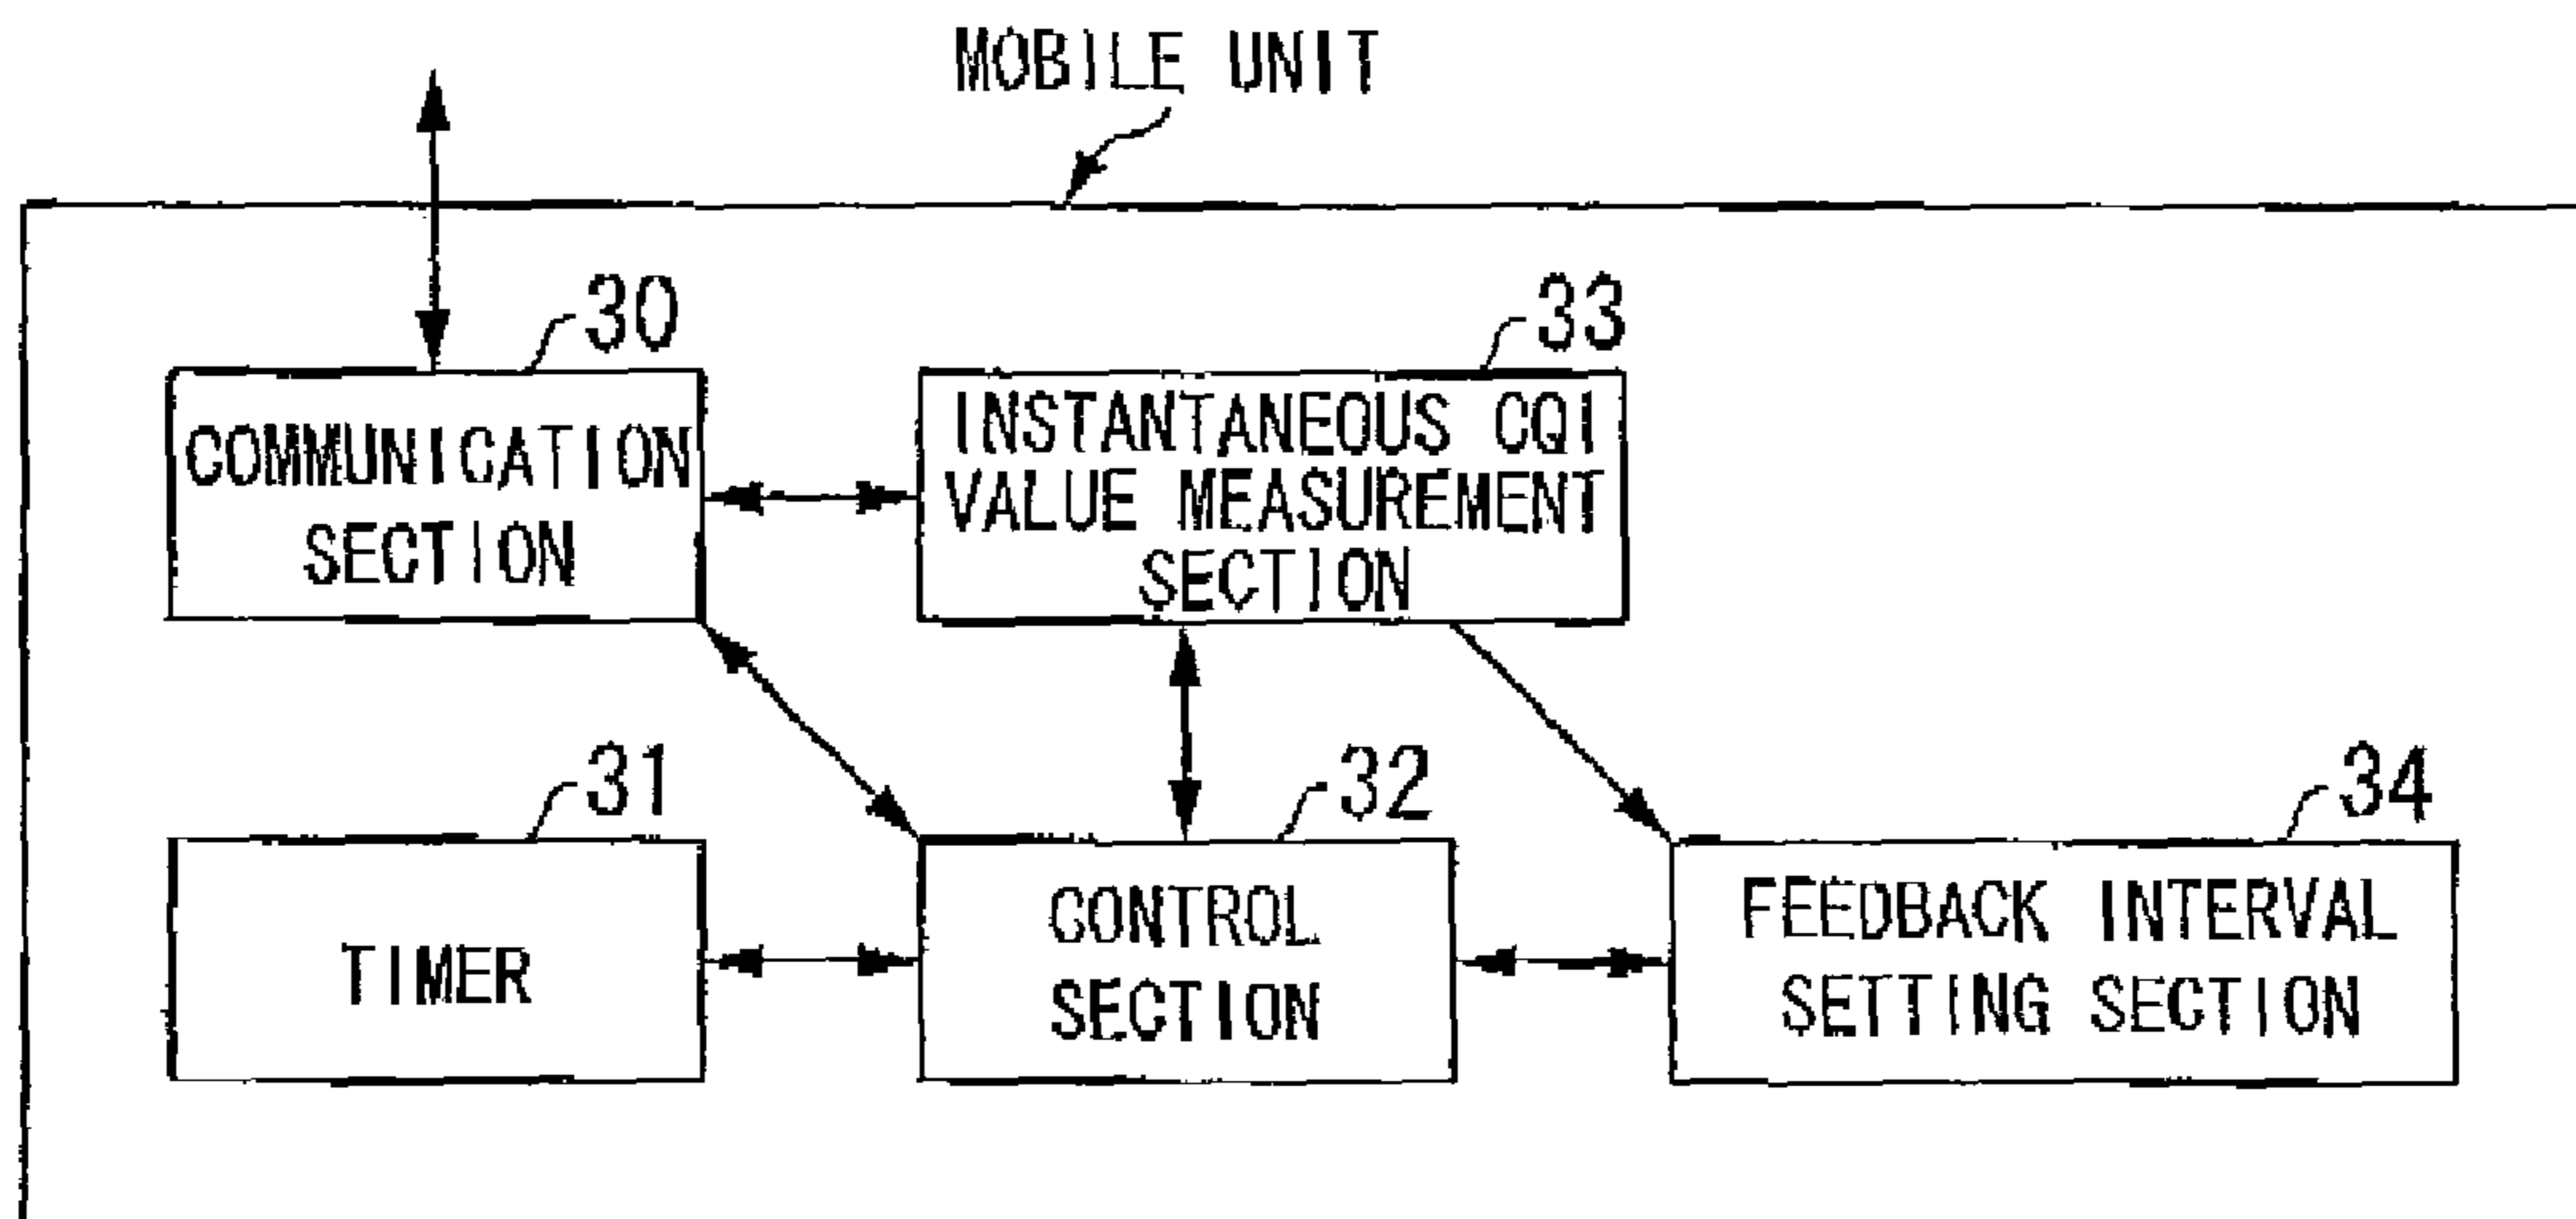 MOBILE UNIT
30
COMMUNICATION
SECTION
33
INSTANTANEOUS CQI
VALUE MEASUREMENT
SECTION
31
TIMER
32
CONTROL
SECTION
34
FEEDBACK INTERVAL
SETTING SECTION